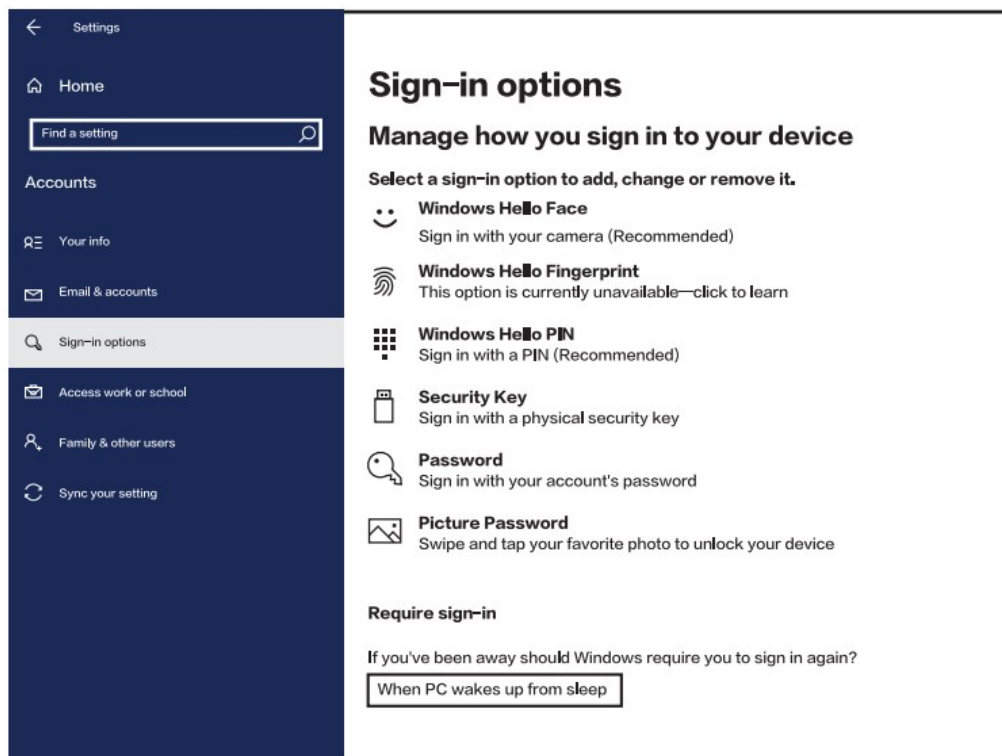 Settings
Home
Find a setting
Accounts
Your info
Email & accounts
Sign-in options
Access work or school
Family & other users
Sync your setting
Sign-in options
Manage how you sign in to your device
Select a sign-in option to add, change or remove it.
Windows Hello Face
Sign in with your camera (Recommended)
Windows Hello Fingerprint
This option is currently unavailable—click to learn
Windows Hello PIN
Sign in with a PIN (Recommended)
Security Key
Sign in with a physical security key
Password
Sign in with your account's password
Picture Password
Swipe and tap your favorite photo to unlock your device
Require sign-in
If you've been away should Windows require you to sign in again?
When PC wakes up from sleep